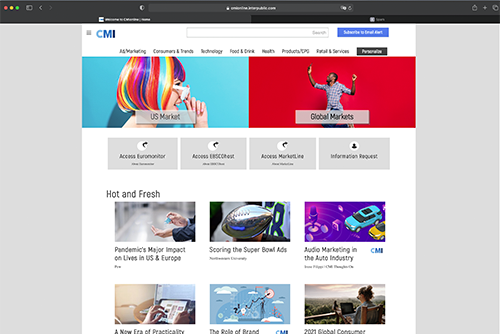 cmionline.interpublic.com
Welcome to CMIonline | Home
CMI
Search
Subscribe to Email Alert
Ad/Marketing Consumers & Trends Technology Food & Drink Health Products/CPG Retail & Services Personalize
US Market
Global Markets
Access Euromonitor
Access EBSCOhost
Access MarketLine
Information Request
Hot and Fresh
Pandemic's Major Impact
on Lives in US & Europe
Pew
Scoring the Super Bowl Ads
Northwestern University
Audio Marketing in
the Auto Industry
CMI
A New Era of Practicality
The Role of Brand
CMI
2021 Global Consumer